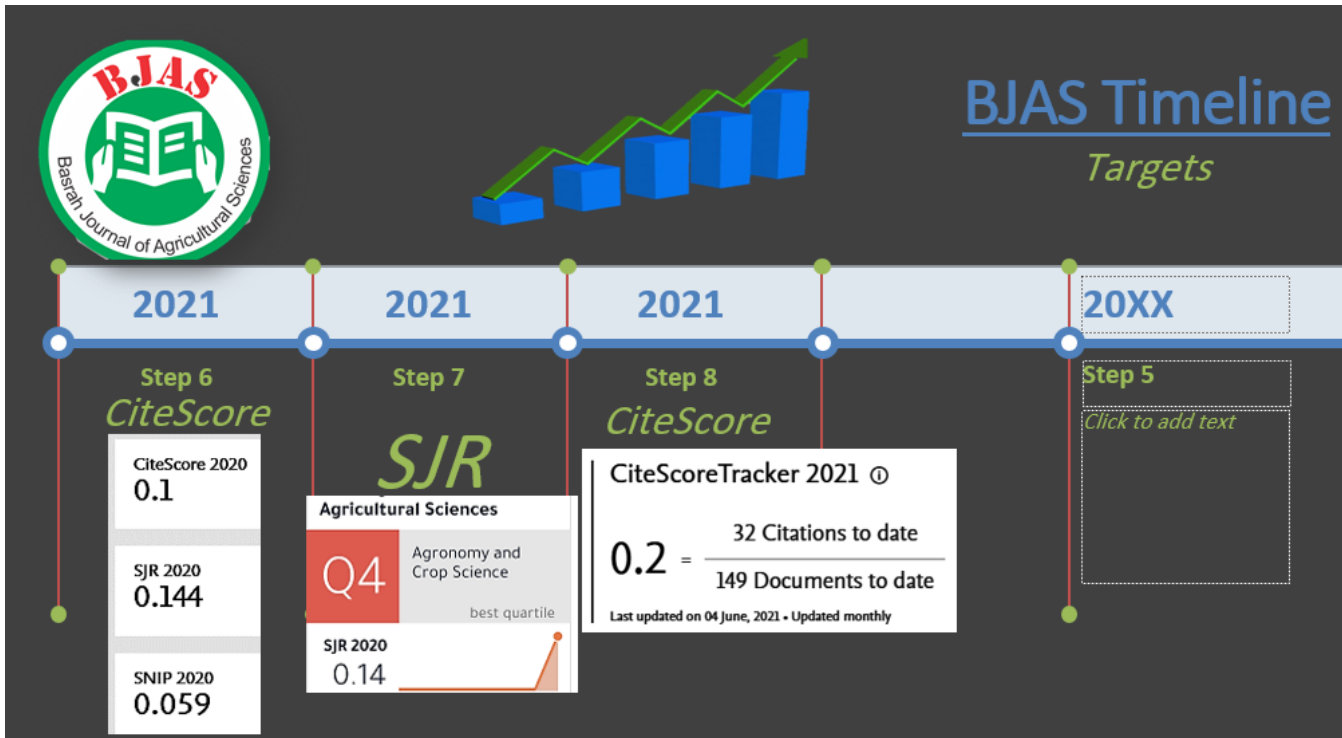 BJAS
Basrah Journal of Agricultural Sciences
BJAS Timeline
Targets
2021
2021
2021
20XX
Step 6
CiteScore
CiteScore 2020
0.1
SJR 2020
0.144
SNIP 2020
0.059
Step 7
SJR
Agricultural Sciences
Q4
Agronomy and
Crop Science
best quartile
SJR 2020
0.14
Step 8
CiteScore
CiteScoreTracker 2021
0.2 =
32 Citations to date
149 Documents to date
Last updated on 04 June, 2021 • Updated monthly
Step 5
Click to add text